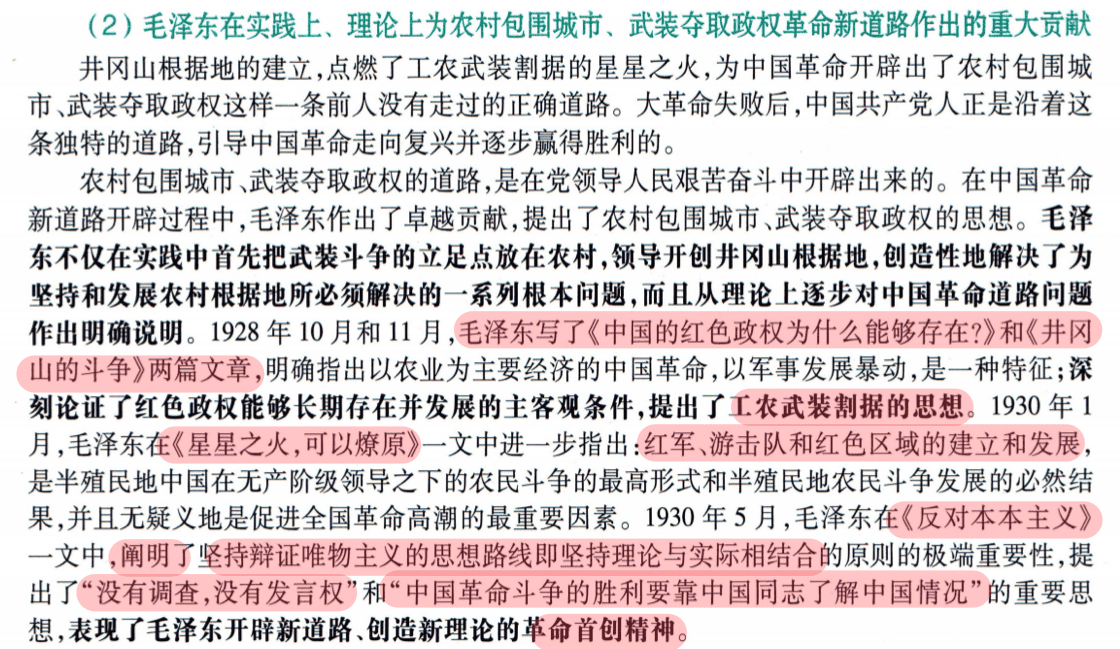 (2)毛泽东在实践上、理论上为农村包围城市、武装夺取政权革命新道路作出的重大贡献
井冈山根据地的建立,点燃了工农武装割据的星星之火,为中国革命开辟出了农村包围城
市、武装夺取政权这样一条前人没有走过的正确道路。大革命失败后,中国共产党人正是沿着这
条独特的道路,引导中国革命走向复兴并逐步赢得胜利的。
农村包围城市、武装夺取政权的道路,是在党领导人民艰苦奋斗中开辟出来的。在中国革命
新道路开辟过程中,毛泽东作出了卓越贡献,提出了农村包围城市、武装夺取政权的思想。毛泽
东不仅在实践中首先把武装斗争的立足点放在农村,领导开创井冈山根据地,创造性地解决了为
坚持和发展农村根据地所必须解决的一系列根本问题,而且从理论上逐步对中国革命道路问题
作出明确说明。1928 年 10 月和 11 月,毛泽东写了《中国的红色政权为什么能够存在?》和《井冈
山的斗争》两篇文章,明确指出以农业为主要经济的中国革命,以军事发展暴动,是一种特征;深
刻论证了红色政权能够长期存在并发展的主客观条件,提出了工农武装割据的思想。1930 年 1
月,毛泽东在《星星之火,可以燎原》一文中进一步指出:红军、游击队和红色区域的建立和发展,
是半殖民地中国在无产阶级领导之下的农民斗争的最高形式和半殖民地农民斗争发展的必然结
果,并且无疑义地是促进全国革命高潮的最重要因素。1930 年 5 月,毛泽东在《反对本本主义》
一文中,阐明了坚持辩证唯物主义的思想路线即坚持理论与实际相结合的原则的极端重要性,提
出了“没有调查,没有发言权”和“中国革命斗争的胜利要靠中国同志了解中国情况”的重要思
想,表现了毛泽东开辟新道路、创造新理论的革命首创精神。